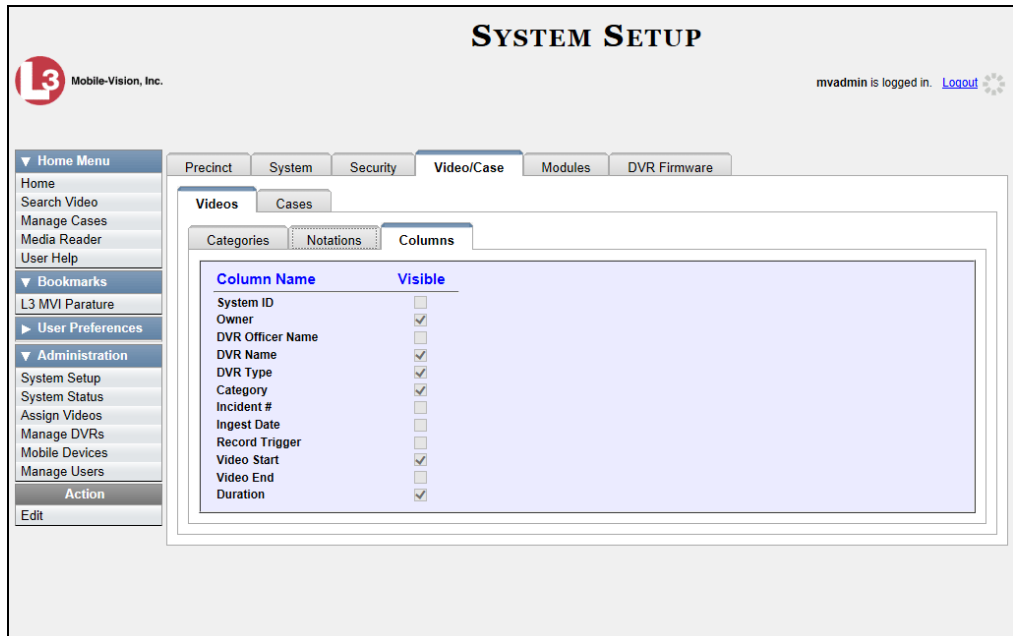 SYSTEM SETUP
L3 Mobile-Vision, Inc.
mvadmin is logged in. Logout
Home Menu
Home
Search Video
Manage Cases
Media Reader
User Help
Bookmarks
L3 MVI Parature
User Preferences
Administration
System Setup
System Status
Assign Videos
Manage DVRs
Mobile Devices
Manage Users
Action
Edit
Precinct System Security Video/Case Modules DVR Firmware
Videos Cases
Categories Notations Columns
Column Name Visible
System ID
Owner
DVR Officer Name
DVR Name
DVR Type
Category
Incident #
Ingest Date
Record Trigger
Video Start
Video End
Duration